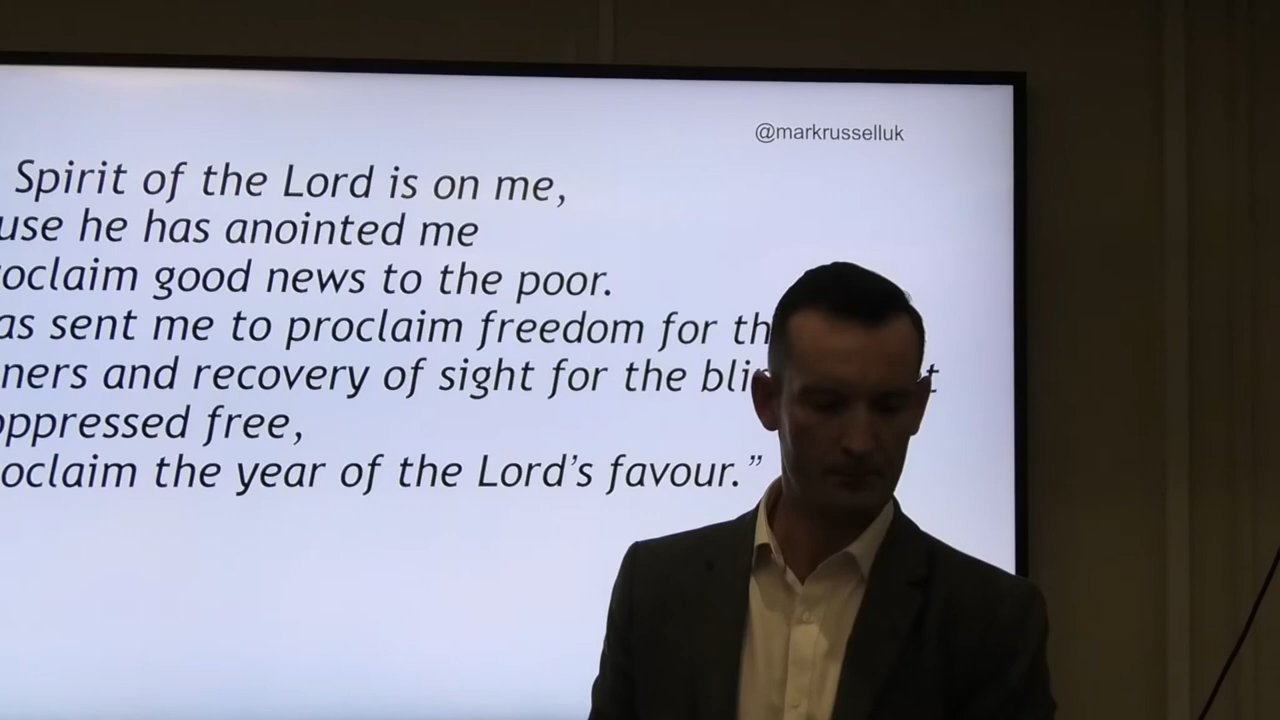 @markrusselluk
Spirit of the Lord is on me,
use he has anointed me
oclaim good news to the poor.
as sent me to proclaim freedom for th
ners and recovery of sight for the bli t
oppressed free,
oclaim the year of the Lord’s favour.”